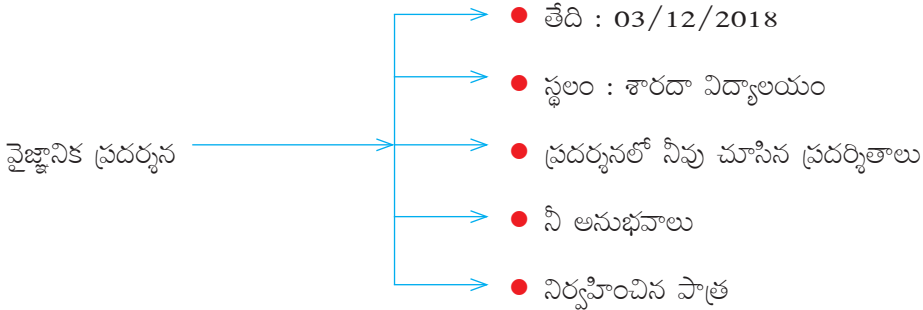 తేది : 03/12/2018
స్థలం : శారదా విద్యాలయం
వైజ్ఞానిక ప్రదర్శన
ప్రదర్శనలో నీవు చూసిన ప్రదర్శితాలు
నీ అనుభవాలు
నిర్వహించిన పాత్ర